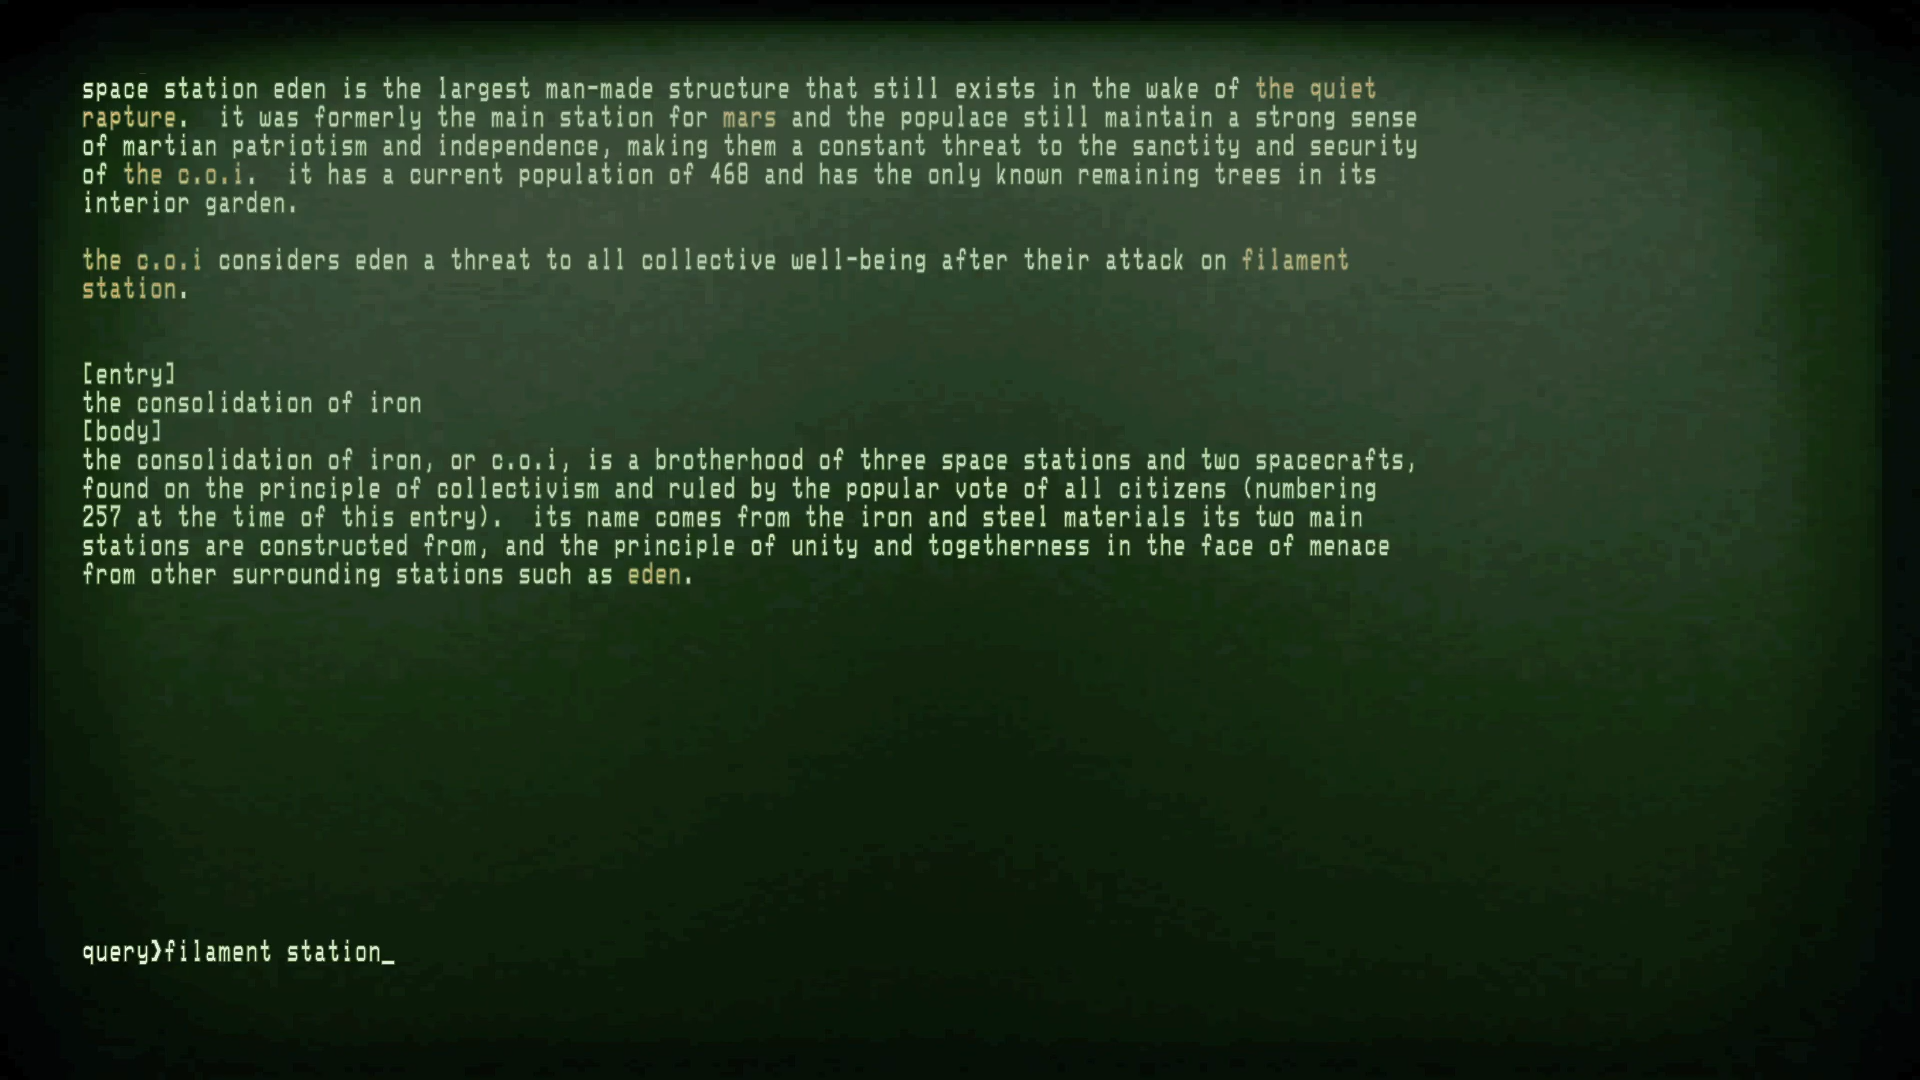 space station eden is the largest man-made structure that still exists in the wake of the quiet
rapture.  it was formerly the main station for mars and the populace still maintain a strong sense
of martian patriotism and independence, making them a constant threat to the sanctity and security
of the c.o.i.  it has a current population of 468 and has the only known remaining trees in its
interior garden.
the c.o.i considers eden a threat to all collective well-being after their attack on filament
station.
[entry]
the consolidation of iron
[body]
the consolidation of iron, or c.o.i, is a brotherhood of three space stations and two spacecrafts,
found on the principle of collectivism and ruled by the popular vote of all citizens (numbering
257 at the time of this entry).  its name comes from the iron and steel materials its two main
stations are constructed from, and the principle of unity and togetherness in the face of menace
from other surrounding stations such as eden.
query>filament station_